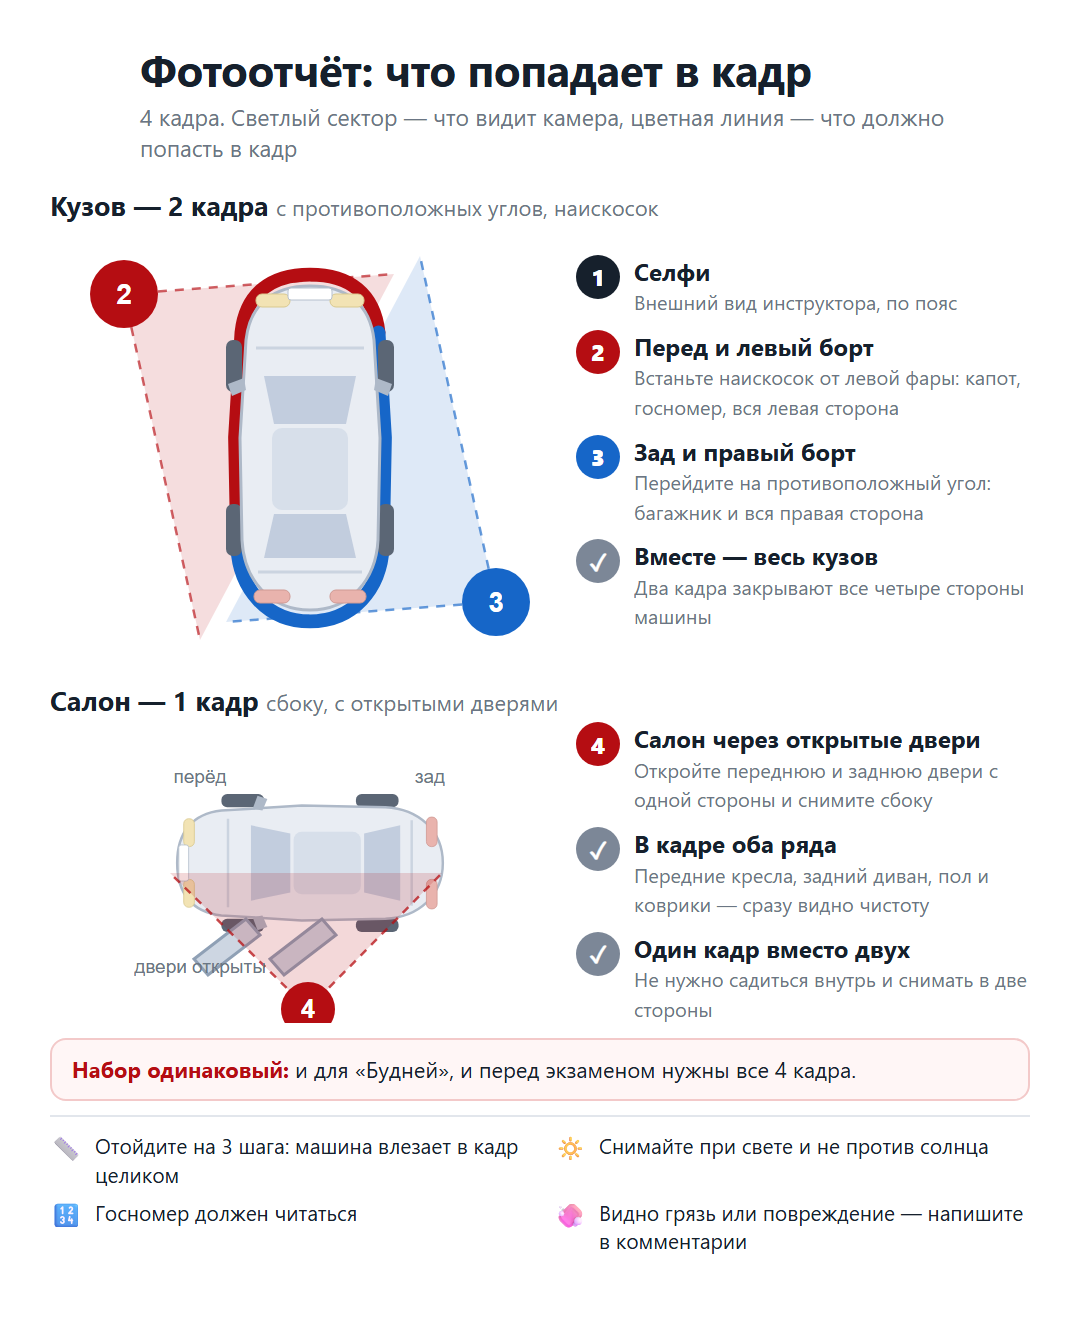 Фотоотчёт: что попадает в кадр
4 кадра. Светлый сектор — что видит камера, цветная линия — что должно
попасть в кадр
Кузов — 2 кадра с противоположных углов, наискосок
2
3
1
Селфи
Внешний вид инструктора, по пояс
2
Перед и левый борт
Встаньте наискосок от левой фары: капот,
госномер, вся левая сторона
3
Зад и правый борт
Перейдите на противоположный угол:
багажник и вся правая сторона
✓
Вместе — весь кузов
Два кадра закрывают все четыре стороны
машины
Салон — 1 кадр сбоку, с открытыми дверями
перёд
зад
двери открыты
4
4
Салон через открытые двери
Откройте переднюю и заднюю двери с
одной стороны и снимите сбоку
✓
В кадре оба ряда
Передние кресла, задний диван, пол и
коврики — сразу видно чистоту
✓
Один кадр вместо двух
Не нужно садиться внутрь и снимать в две
стороны
Набор одинаковый: и для «Будней», и перед экзаменом нужны все 4 кадра.
Отойдите на 3 шага: машина влезает в кадр
целиком
Снимайте при свете и не против солнца
1 2
3 4
Госномер должен читаться
Видно грязь или повреждение — напишите
в комментарии